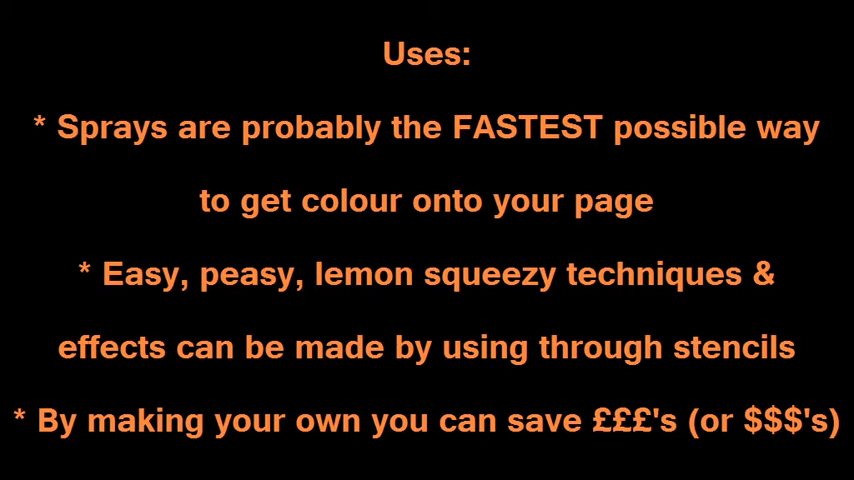 Uses:
* Sprays are probably the FASTEST possible way
to get colour onto your page
* Easy, peasy, lemon squeezy techniques &
effects can be made by using through stencils
* By making your own you can save £££'s (or $$$'s)